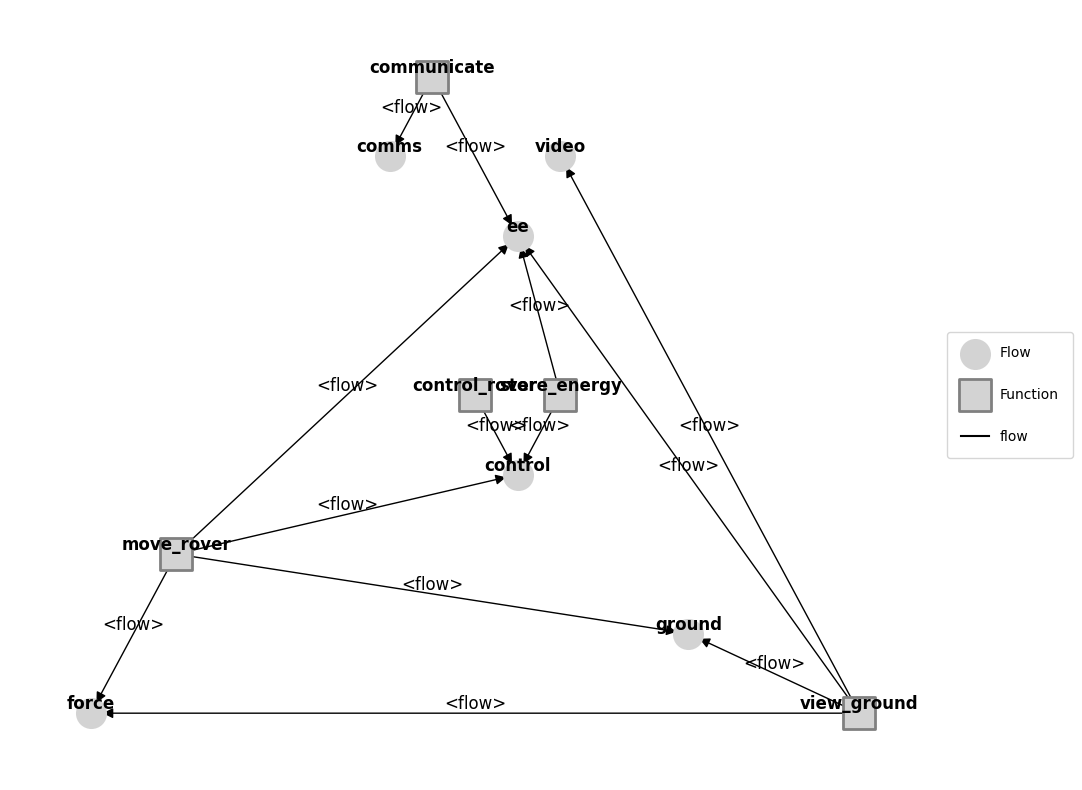 communicate
<flow>
comms
<flow>
video
ee
<flow>
<flow>
control_rover
store_energy
<flow>
<flow>
<flow>
control
<flow>
<flow>
move_rover
<flow>
ground
<flow>
<flow>
force
<flow>
view_ground
Flow
Function
flow